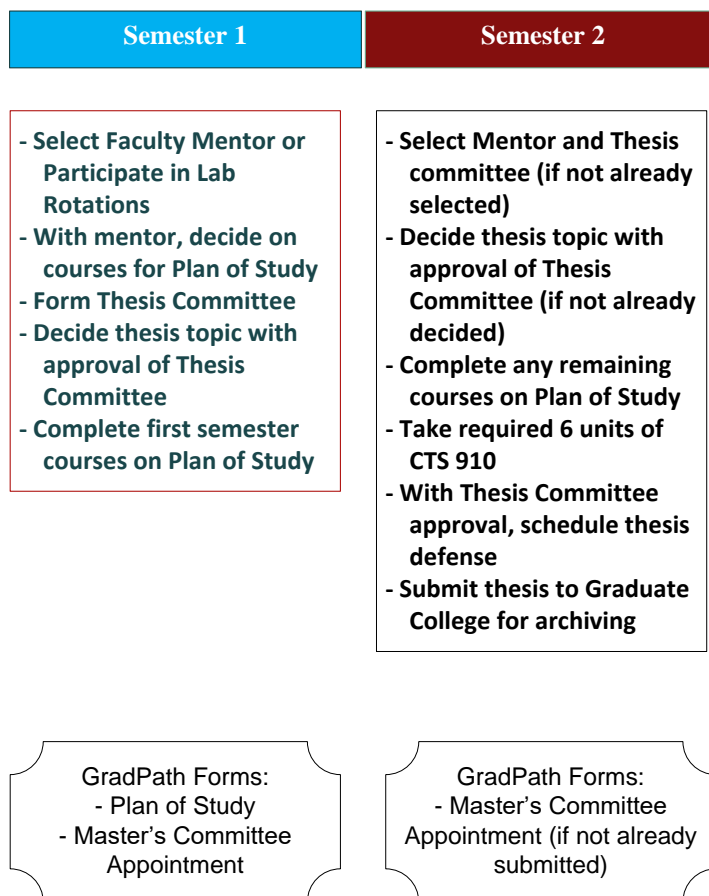 Semester 1
Semester 2
- Select Faculty Mentor or
Participate in Lab
Rotations
- With mentor, decide on
courses for Plan of Study
- Form Thesis Committee
- Decide thesis topic with
approval of Thesis
Committee
- Complete first semester
courses on Plan of Study
- Select Mentor and Thesis
committee (if not already
selected)
- Decide thesis topic with
approval of Thesis
Committee (if not already
decided)
- Complete any remaining
courses on Plan of Study
- Take required 6 units of
CTS 910
- With Thesis Committee
approval, schedule thesis
defense
- Submit thesis to Graduate
College for archiving
GradPath Forms:
- Plan of Study
- Master’s Committee
Appointment
GradPath Forms:
- Master’s Committee
Appointment (if not already
submitted)